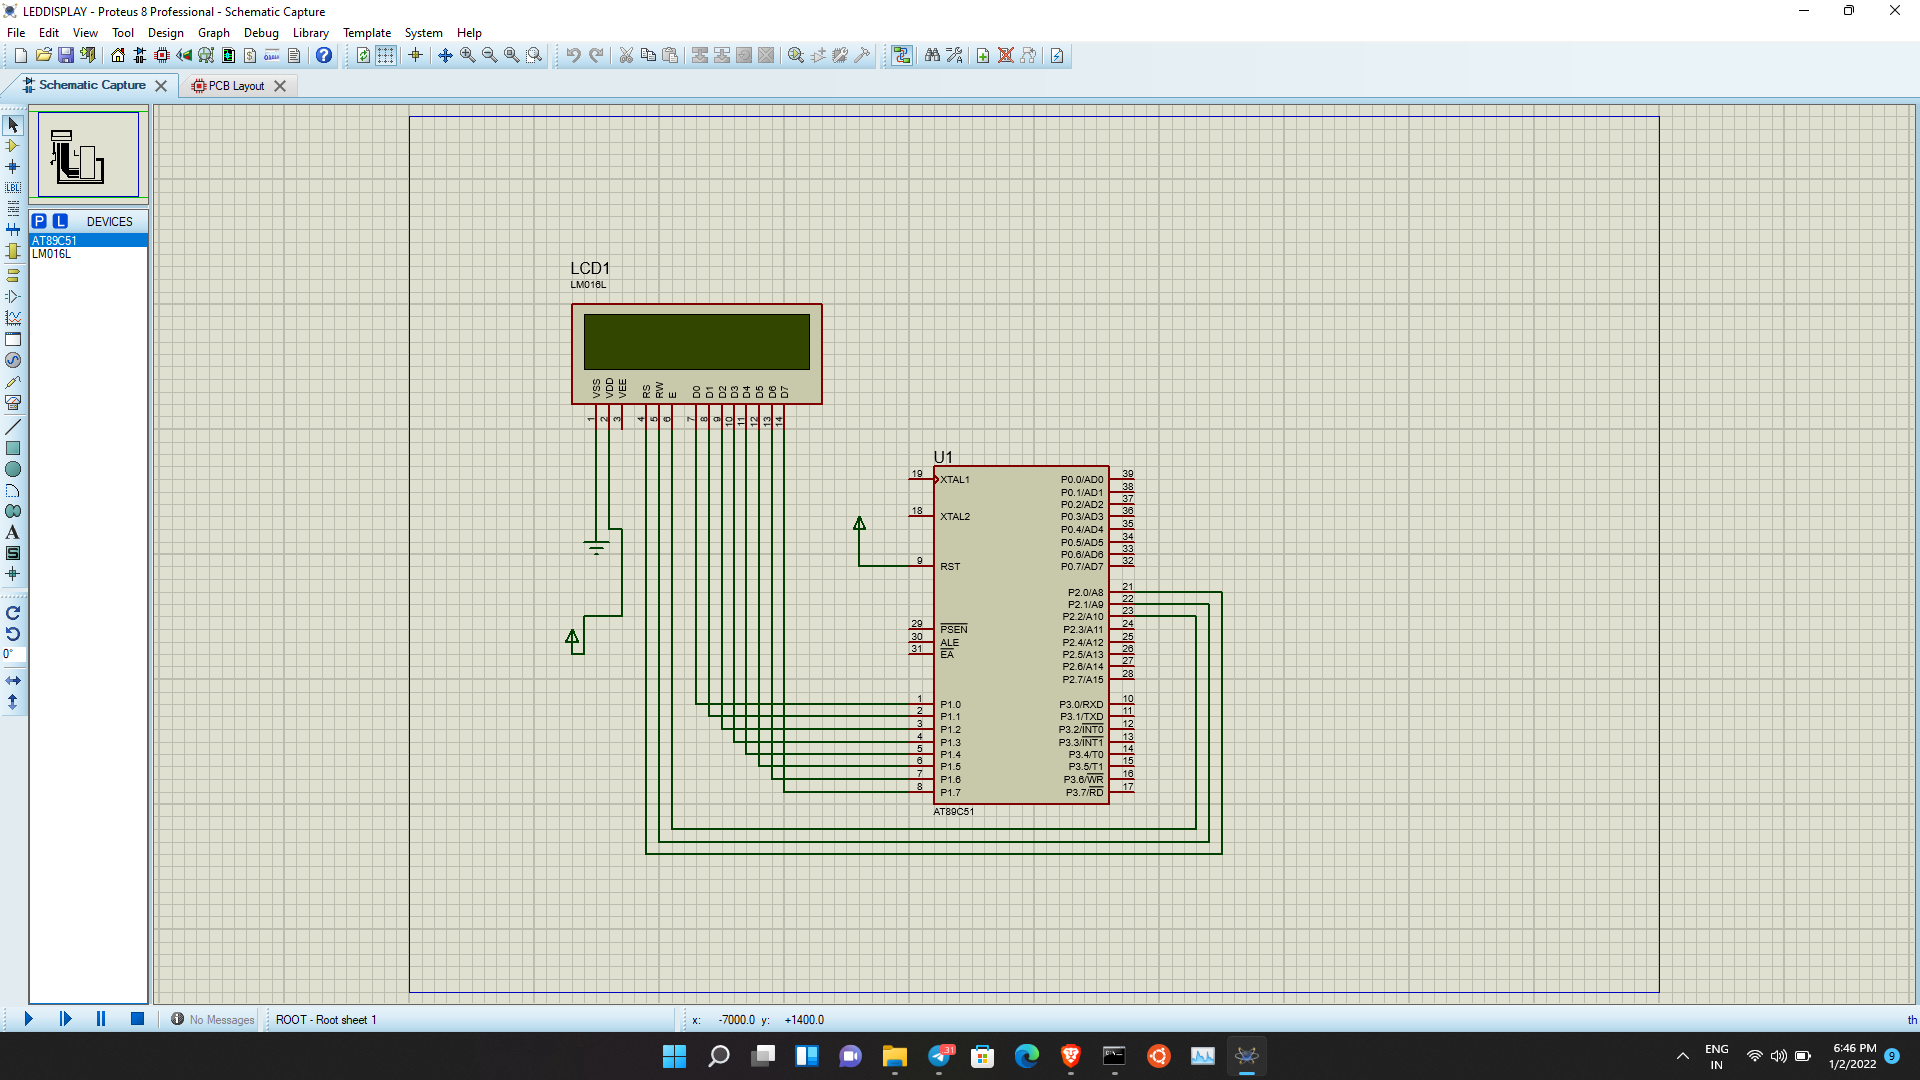 LEDDISPLAY - Proteus 8 Professional - Schematic Capture
File Edit View Tool Design Graph Debug Library Template System Help
Schematic Capture
PCB Layout
LBL
P L DEVICES
AT89C51
LM016L
A
S
0°
LCD1
LM016L
VSS
VDD
VEE
RS
RW
E
D0
D1
D2
D3
D4
D5
D6
D7
1
2
3
4
5
6
7
8
9
10
11
12
13
14
U1
19 XTAL1
18 XTAL2
9 RST
29 PSEN
30 ALE
31 EA
1 P1.0
2 P1.1
3 P1.2
4 P1.3
5 P1.4
6 P1.5
7 P1.6
8 P1.7
P0.0/AD0 39
P0.1/AD1 38
P0.2/AD2 37
P0.3/AD3 36
P0.4/AD4 35
P0.5/AD5 34
P0.6/AD6 33
P0.7/AD7 32
P2.0/A8 21
P2.1/A9 22
P2.2/A10 23
P2.3/A11 24
P2.4/A12 25
P2.5/A13 26
P2.6/A14 27
P2.7/A15 28
P3.0/RXD 10
P3.1/TXD 11
P3.2/INT0 12
P3.3/INT1 13
P3.4/T0 14
P3.5/T1 15
P3.6/WR 16
P3.7/RD 17
AT89C51
No Messages
ROOT - Root sheet 1
x: -7000.0 y: +1400.0
th
31
ENG
IN
6:46 PM
1/2/2022
9